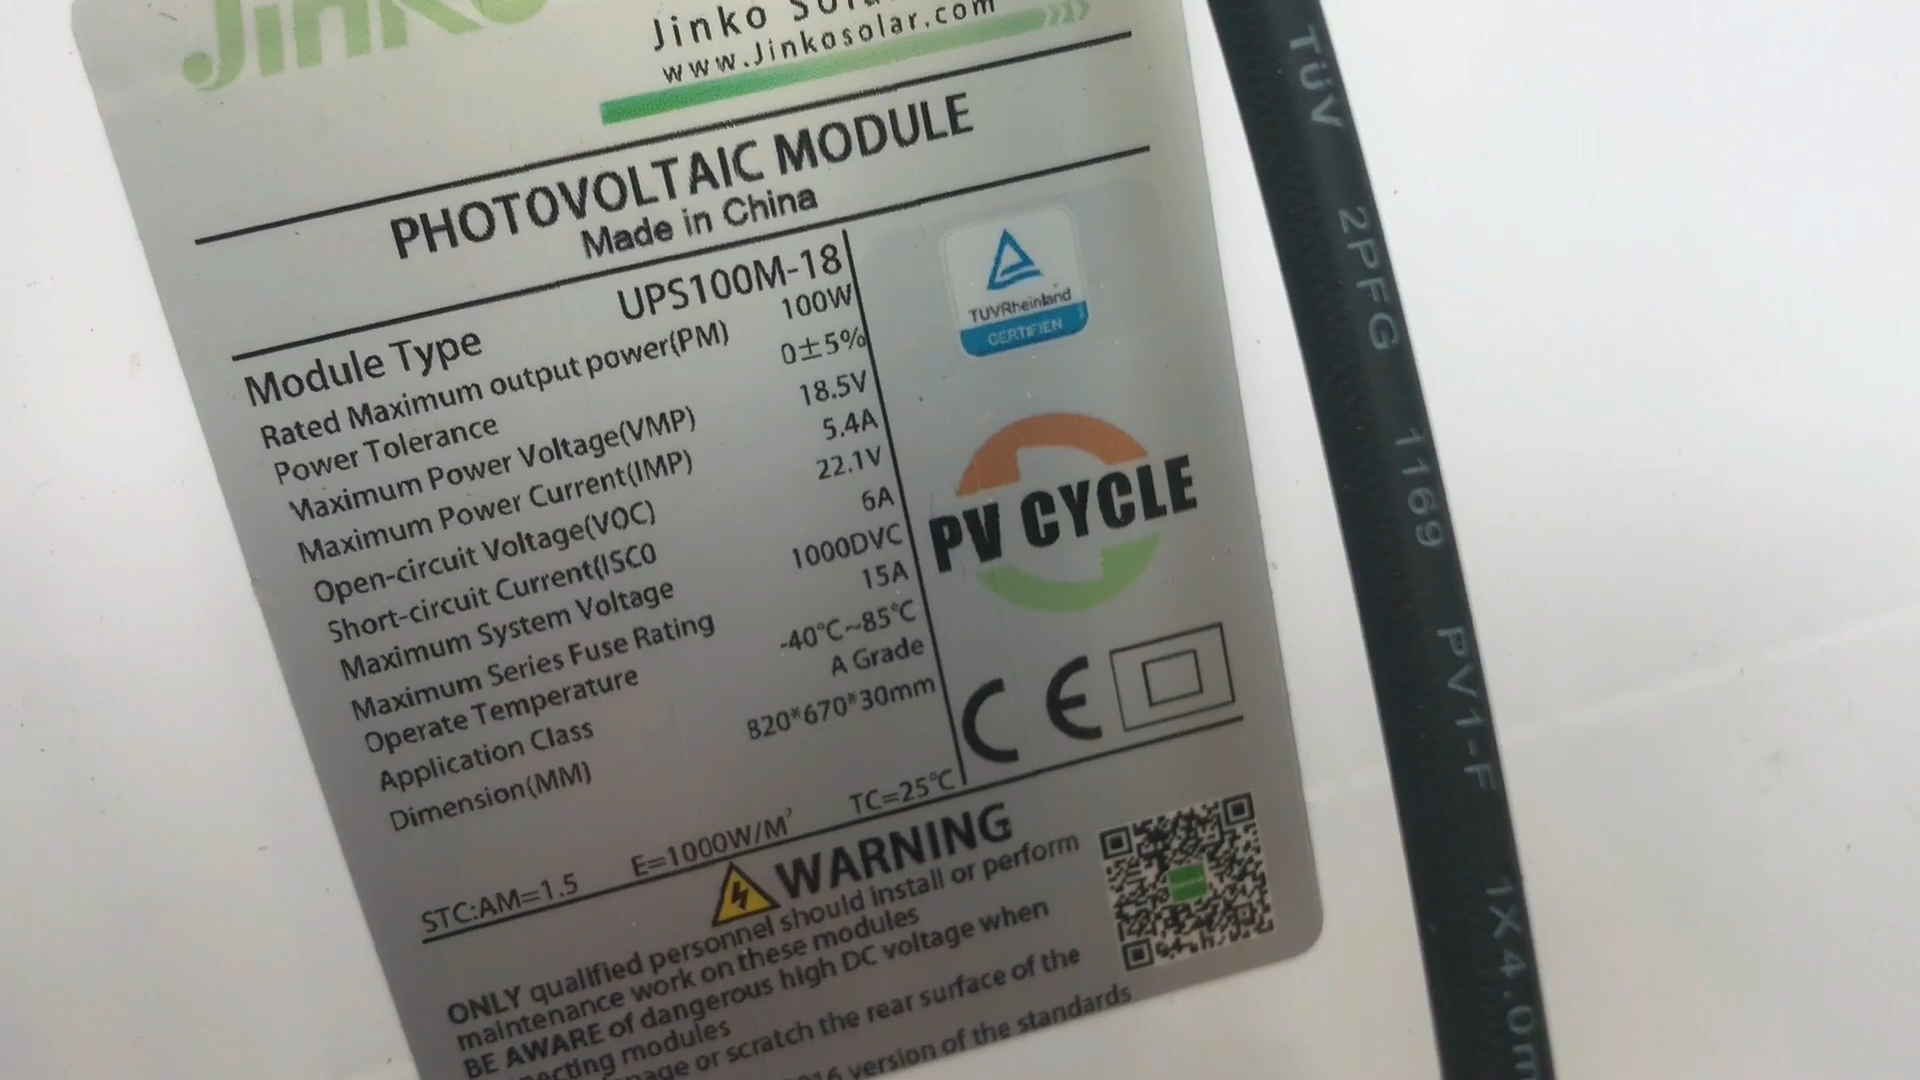 Jinko
Jinko
www.Jinkosolar.com
PHOTOVOLTAIC MODULE
Made in China
Module Type UPS100M-18
Rated Maximum output power(PM) 100W
Power Tolerance 0±5%
Maximum Power Voltage(VMP) 18.5V
Maximum Power Current(IMP) 5.4A
Open-circuit Voltage(VOC) 22.1V
Short-circuit Current(ISC0 6A
Maximum System Voltage 1000DVC
Maximum Series Fuse Rating 15A
Operate Temperature -40℃~85℃
Application Class A Grade
Dimension(MM) 820*670*30mm
STC:AM=1.5 E=1000W/M² TC=25℃
TUVRheinland
CERTIFIEN
PV CYCLE
CE
WARNING
ONLY qualified personnel should install or perform
maintenance work on these modules
BE AWARE of dangerous high DC voltage when
modules
or scratch the rear surface of the
version of the standards
TÜV 2PFG 1169 PV1-F 1X4.0m